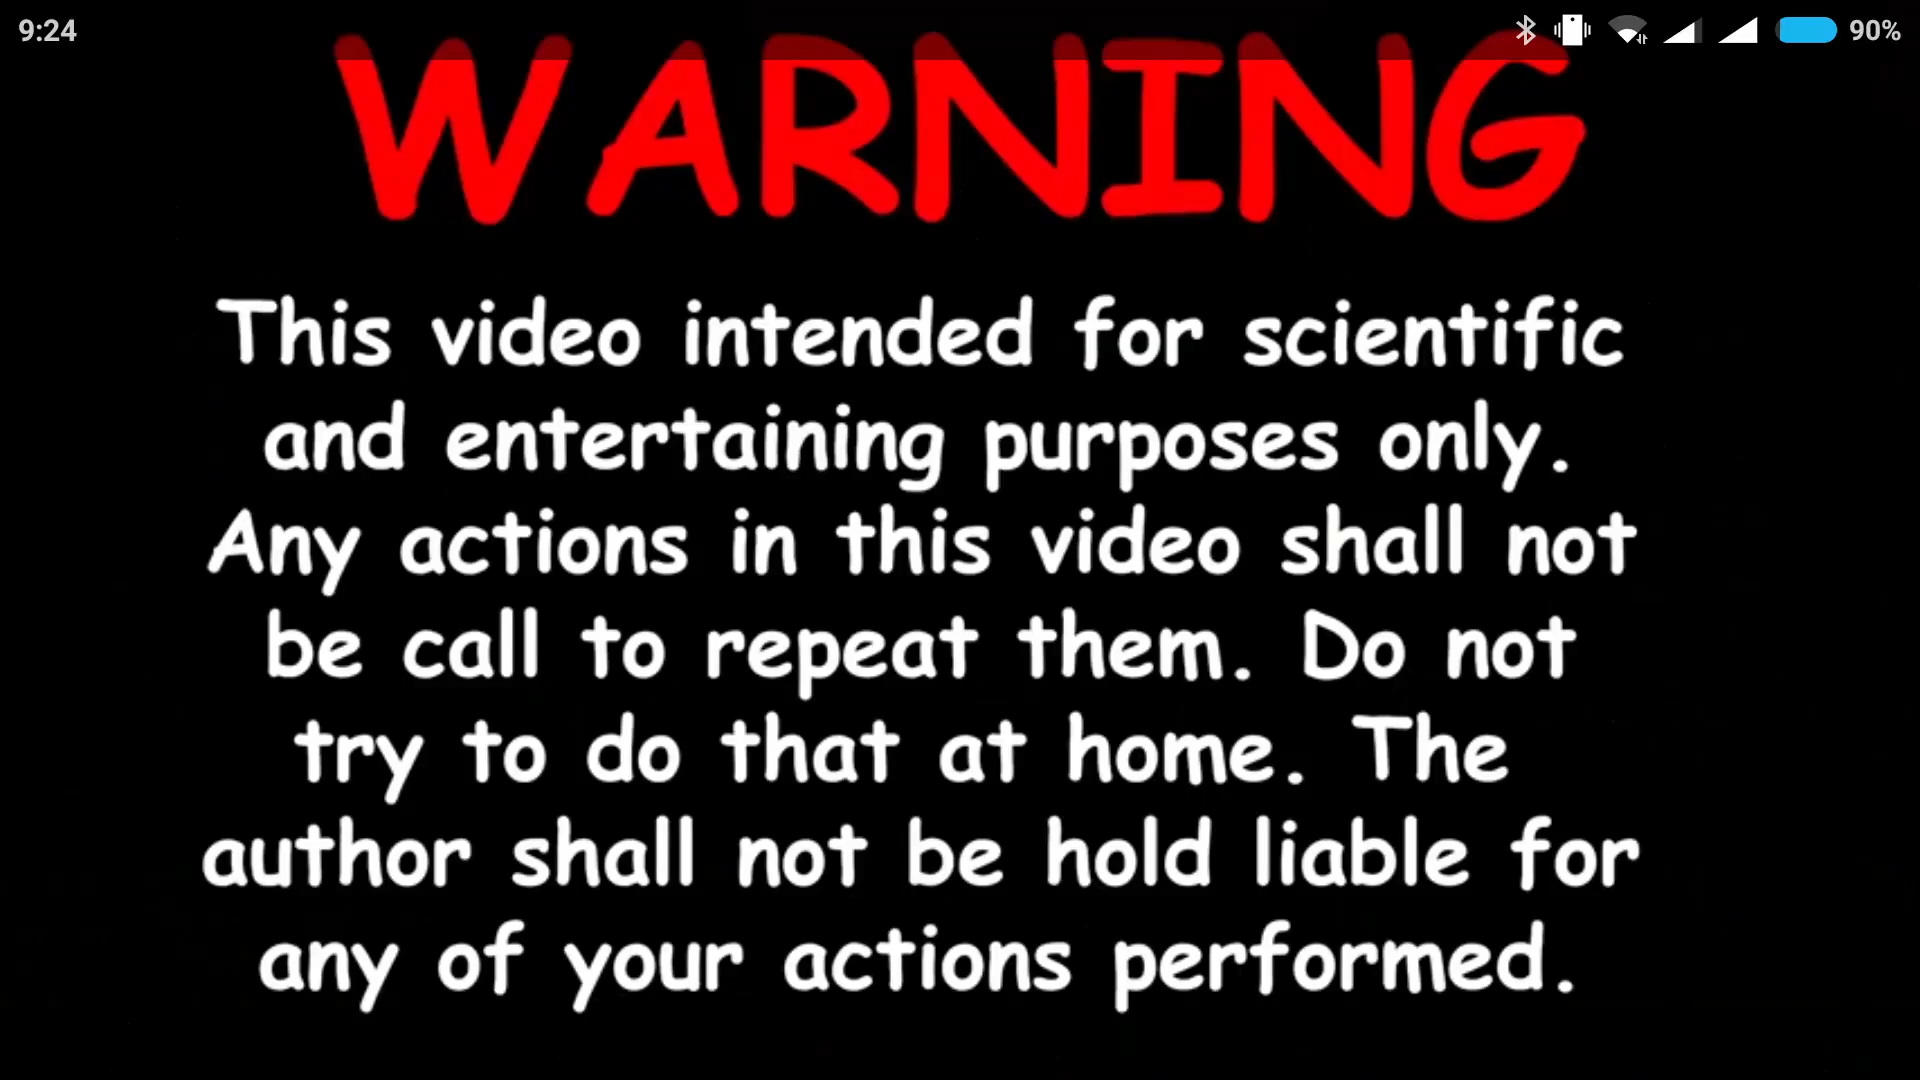 9:24
90%
WARNING
This video intended for scientific
and entertaining purposes only.
Any actions in this video shall not
be call to repeat them. Do not
try to do that at home. The
author shall not be hold liable for
any of your actions performed.